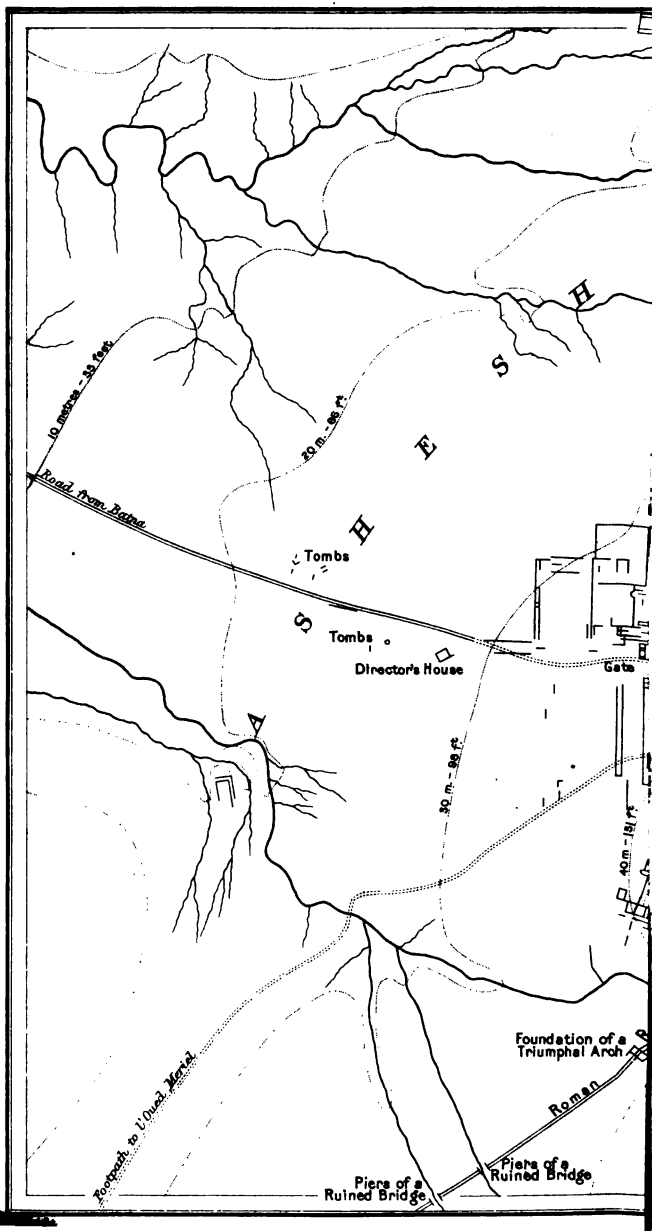 H
S
E
H
S
A
10 metres - 33 feet
20 m. - 66 ft
Road from Batna
Tombs
Tombs
Director's House
Gate
30 m - 98 ft
40 m - 131 ft
Footpath to l'Oued Meriel
Foundation of a
Triumphal Arch
Roman
R
Piers of a
Ruined Bridge
Piers of a
Ruined Bridge